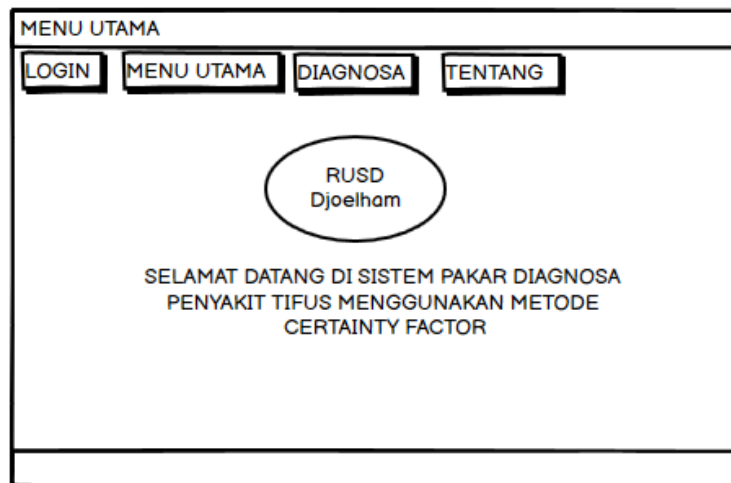 MENU UTAMA
LOGIN MENU UTAMA DIAGNOSA TENTANG
RUSD
Djoelham
SELAMAT DATANG DI SISTEM PAKAR DIAGNOSA
PENYAKIT TIFUS MENGGUNAKAN METODE
CERTAINTY FACTOR